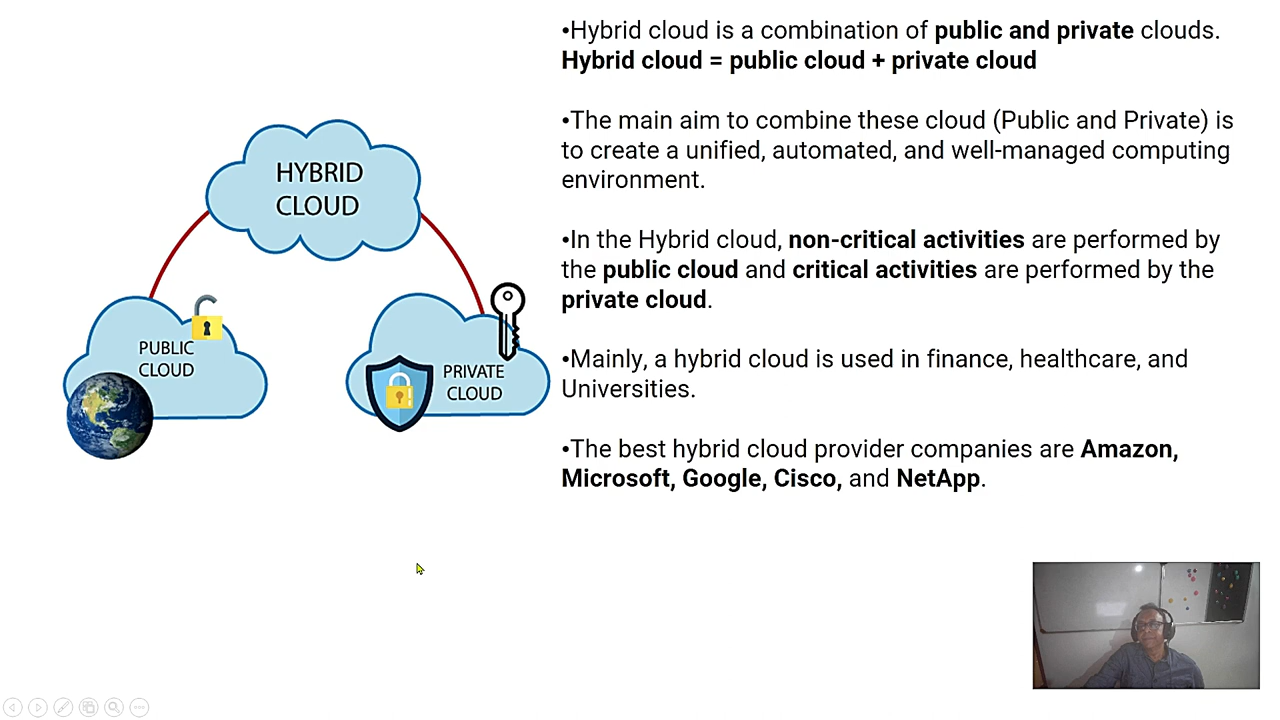 •Hybrid cloud is a combination of public and private clouds.
Hybrid cloud = public cloud + private cloud
•The main aim to combine these cloud (Public and Private) is
to create a unified, automated, and well-managed computing
environment.
•In the Hybrid cloud, non-critical activities are performed by
the public cloud and critical activities are performed by the
private cloud.
•Mainly, a hybrid cloud is used in finance, healthcare, and
Universities.
•The best hybrid cloud provider companies are Amazon,
Microsoft, Google, Cisco, and NetApp.
HYBRID
CLOUD
PUBLIC
CLOUD
PRIVATE
CLOUD